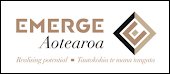 EMERGE
Aotearoa
Realising potential ▸ Tautokohia te mana tangata